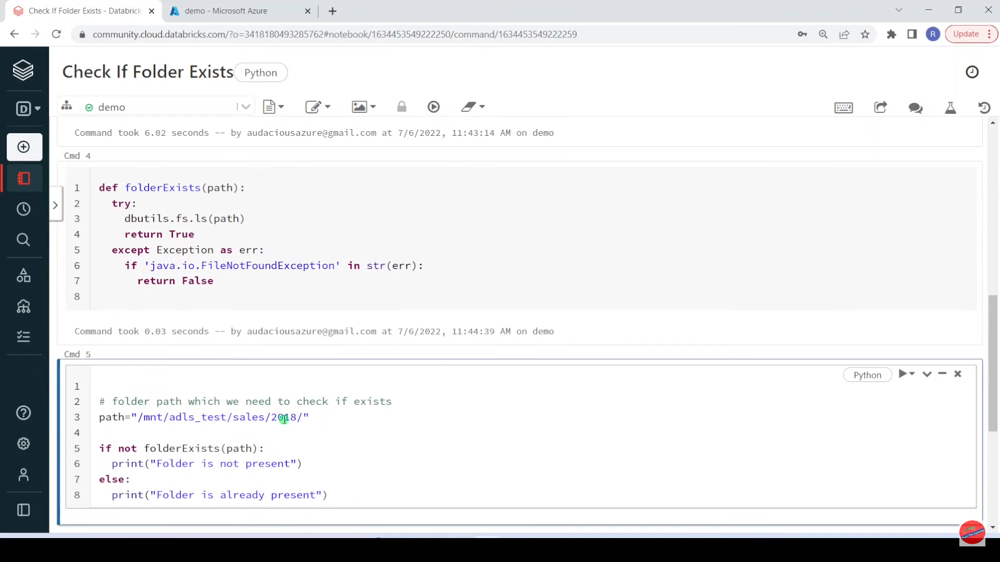 Check If Folder Exists - Databrick
demo - Microsoft Azure
community.cloud.databricks.com/?o=3418180493285762#notebook/1634453549222250/command/1634453549222259
R
Update
Check If Folder Exists
Python
D
demo
Command took 6.02 seconds -- by audaciousazure@gmail.com at 7/6/2022, 11:43:14 AM on demo
Cmd 4
1 def folderExists(path):
2 try:
3 dbutils.fs.ls(path)
4 return True
5 except Exception as err:
6 if 'java.io.FileNotFoundException' in str(err):
7 return False
8
Command took 0.03 seconds -- by audaciousazure@gmail.com at 7/6/2022, 11:44:39 AM on demo
Cmd 5
Python
1
2 # folder path which we need to check if exists
3 path="/mnt/adls_test/sales/2018/"
4
5 if not folderExists(path):
6 print("Folder is not present")
7 else:
8 print("Folder is already present")